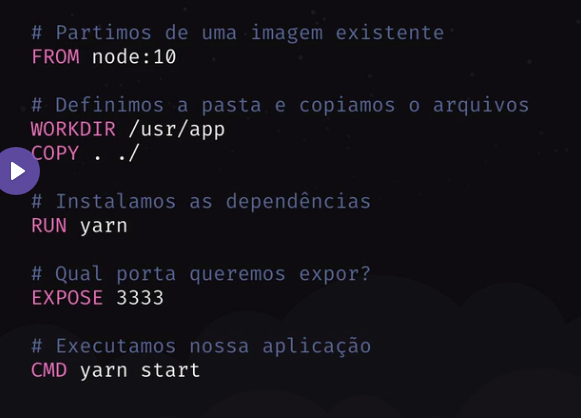 # Partimos de uma imagem existente
FROM node:10
# Definimos a pasta e copiamos o arquivos
WORKDIR /usr/app
COPY . ./
# Instalamos as dependências
RUN yarn
# Qual porta queremos expor?
EXPOSE 3333
# Executamos nossa aplicação
CMD yarn start